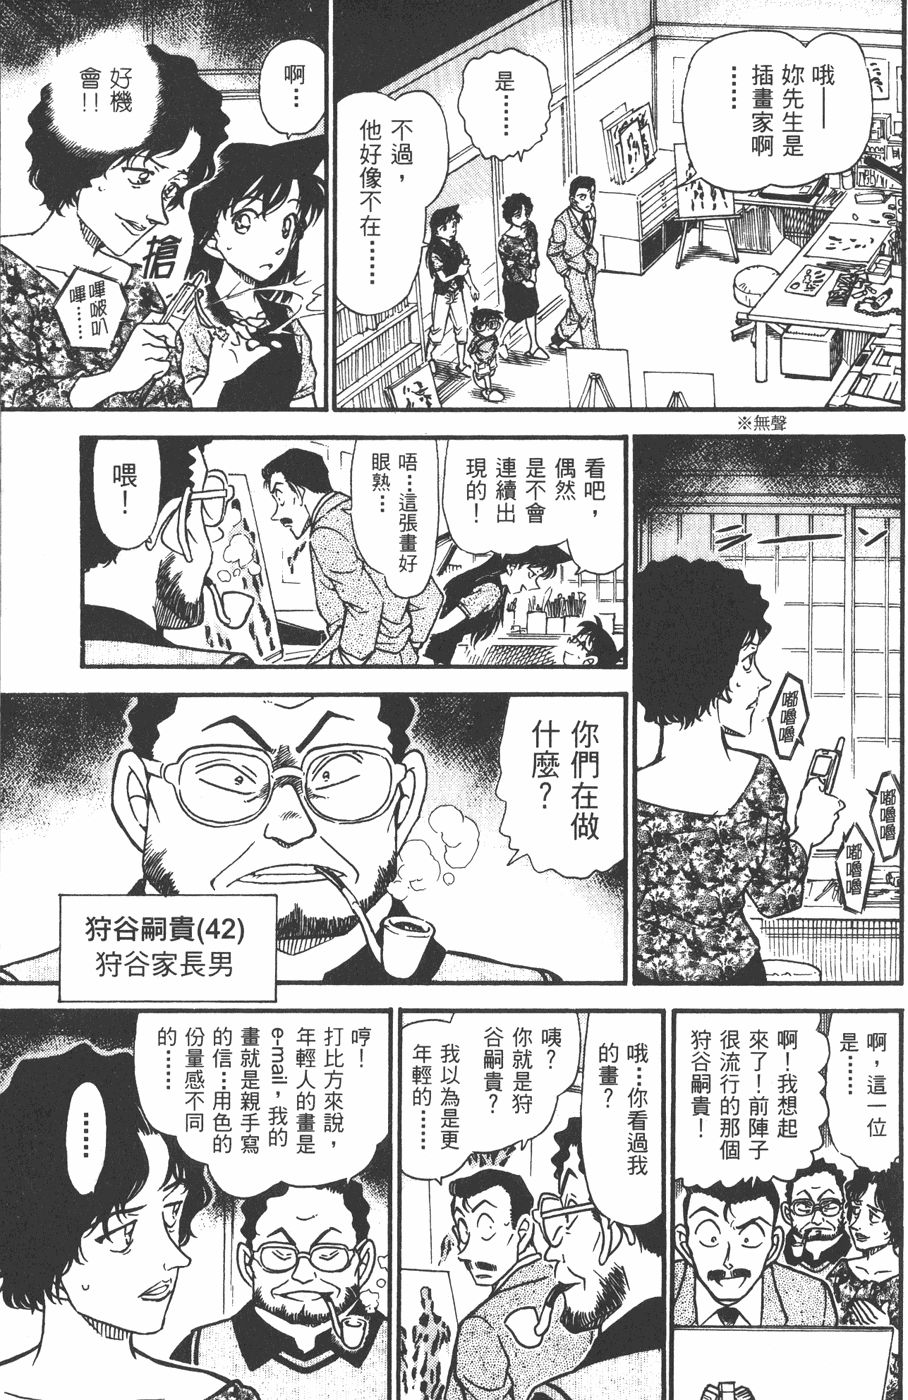 哦——
妳先生是
插畫家啊
……
是……
不過，
他好像不在……
啊…
好機
會!!
搶
嗶啵叭
嗶……
※無聲
ラーーン
嘟嚕嚕
嘟嚕嚕
嘟嚕嚕
看吧，
偶然
是不會
連續出
現的！
唔…這張畫好
眼熟…
喂！
你們在做
什麼？
狩谷嗣貴(42)
狩谷家長男
啊，這一位
是……
啊！我想起
來了！前陣子
很流行的那個
狩谷嗣貴！
哦…你看過我
的畫？
咦？
你就是狩
谷嗣貴？
我以為是更
年輕的……
哼！
打比方來說，
年輕人的畫是
e-mail，我的
畫就是親手寫
的信…用色的
份量感不同
的……
……